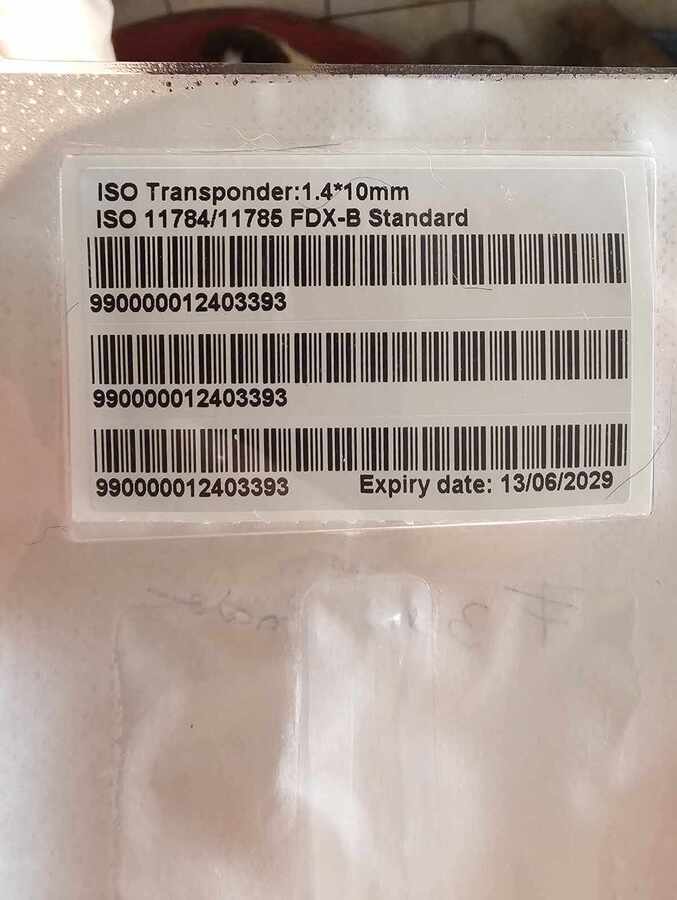 ISO Transponder:1.4*10mm
ISO 11784/11785 FDX-B Standard
990000012403393
990000012403393
990000012403393 Expiry date: 13/06/2029